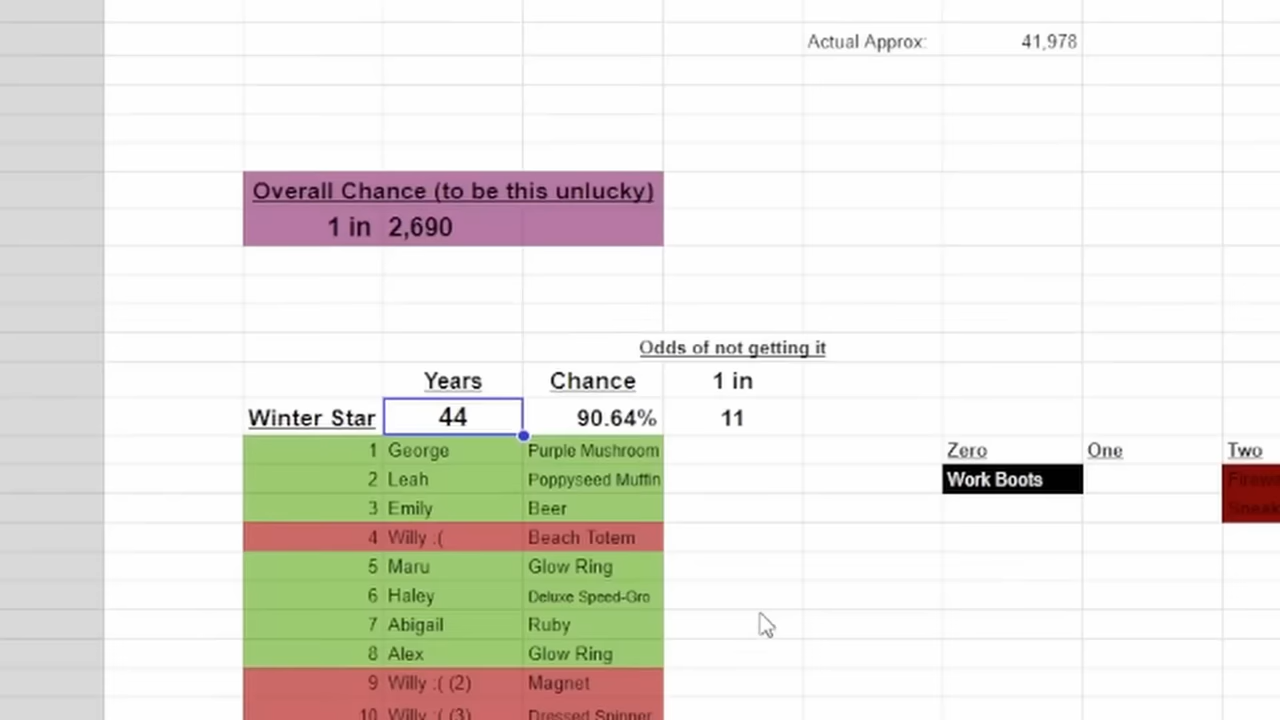 Actual Approx: 41,978
Overall Chance (to be this unlucky)
1 in 2,690
Odds of not getting it
Years Chance 1 in
Winter Star 44 90.64% 11
1 George Purple Mushroom Zero One Two
2 Leah Poppyseed Muffin Work Boots
3 Emily Beer
4 Willy :( Beach Totem
5 Maru Glow Ring
6 Haley Deluxe Speed-Gro
7 Abigail Ruby
8 Alex Glow Ring
9 Willy :( (2) Magnet
10 Willy :( (3) Dressed Spinner